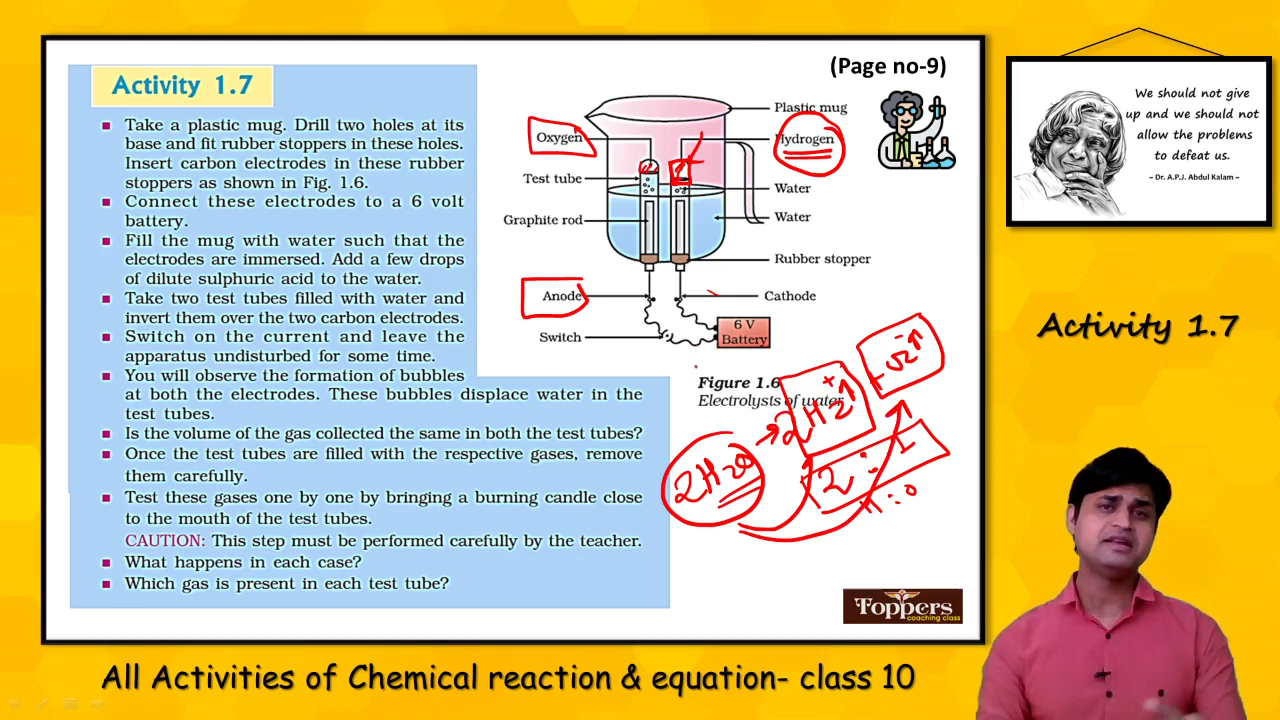 (Page no-9)
Activity 1.7
Take a plastic mug. Drill two holes at its
base and fit rubber stoppers in these holes.
Insert carbon electrodes in these rubber
stoppers as shown in Fig. 1.6.
Connect these electrodes to a 6 volt
battery.
Fill the mug with water such that the
electrodes are immersed. Add a few drops
of dilute sulphuric acid to the water.
Take two test tubes filled with water and
invert them over the two carbon electrodes.
Switch on the current and leave the
apparatus undisturbed for some time.
You will observe the formation of bubbles
at both the electrodes. These bubbles displace water in the
test tubes.
Is the volume of the gas collected the same in both the test tubes?
Once the test tubes are filled with the respective gases, remove
them carefully.
Test these gases one by one by bringing a burning candle close
to the mouth of the test tubes.
CAUTION: This step must be performed carefully by the teacher.
What happens in each case?
Which gas is present in each test tube?
Plastic mug
Oxygen
Hydrogen
Test tube
Water
Graphite rod
Water
Rubber stopper
Anode
Cathode
Switch
6 V
Battery
Figure 1.6
Electrolysts of water
2H2O → 2H2↑ +
2 : 1
H : O
Toppers
coaching class
We should not give
up and we should not
allow the problems
to defeat us.
~ Dr. A.P.J. Abdul Kalam ~
Activity 1.7
All Activities of Chemical reaction & equation- class 10